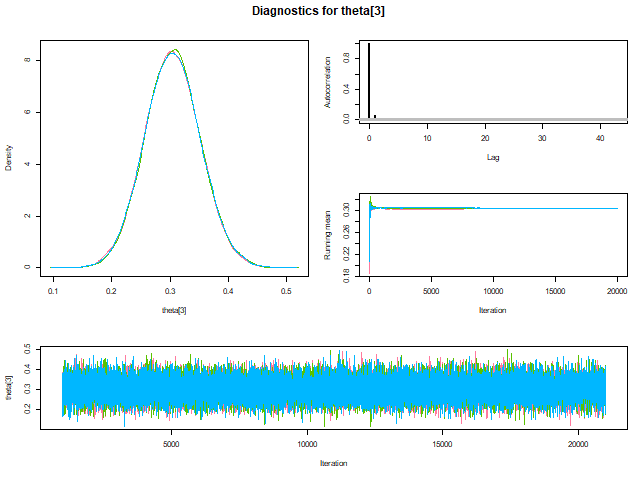 Diagnostics for theta[3]
Density
0 2 4 6 8
0.1 0.2 0.3 0.4 0.5
theta[3]
Autocorrelation
0.0 0.4 0.8
0 10 20 30 40
Lag
Running mean
0.18 0.22 0.26 0.30
0 5000 10000 15000 20000
Iteration
theta[3]
0.2 0.3 0.4 0.5
5000 10000 15000 20000
Iteration